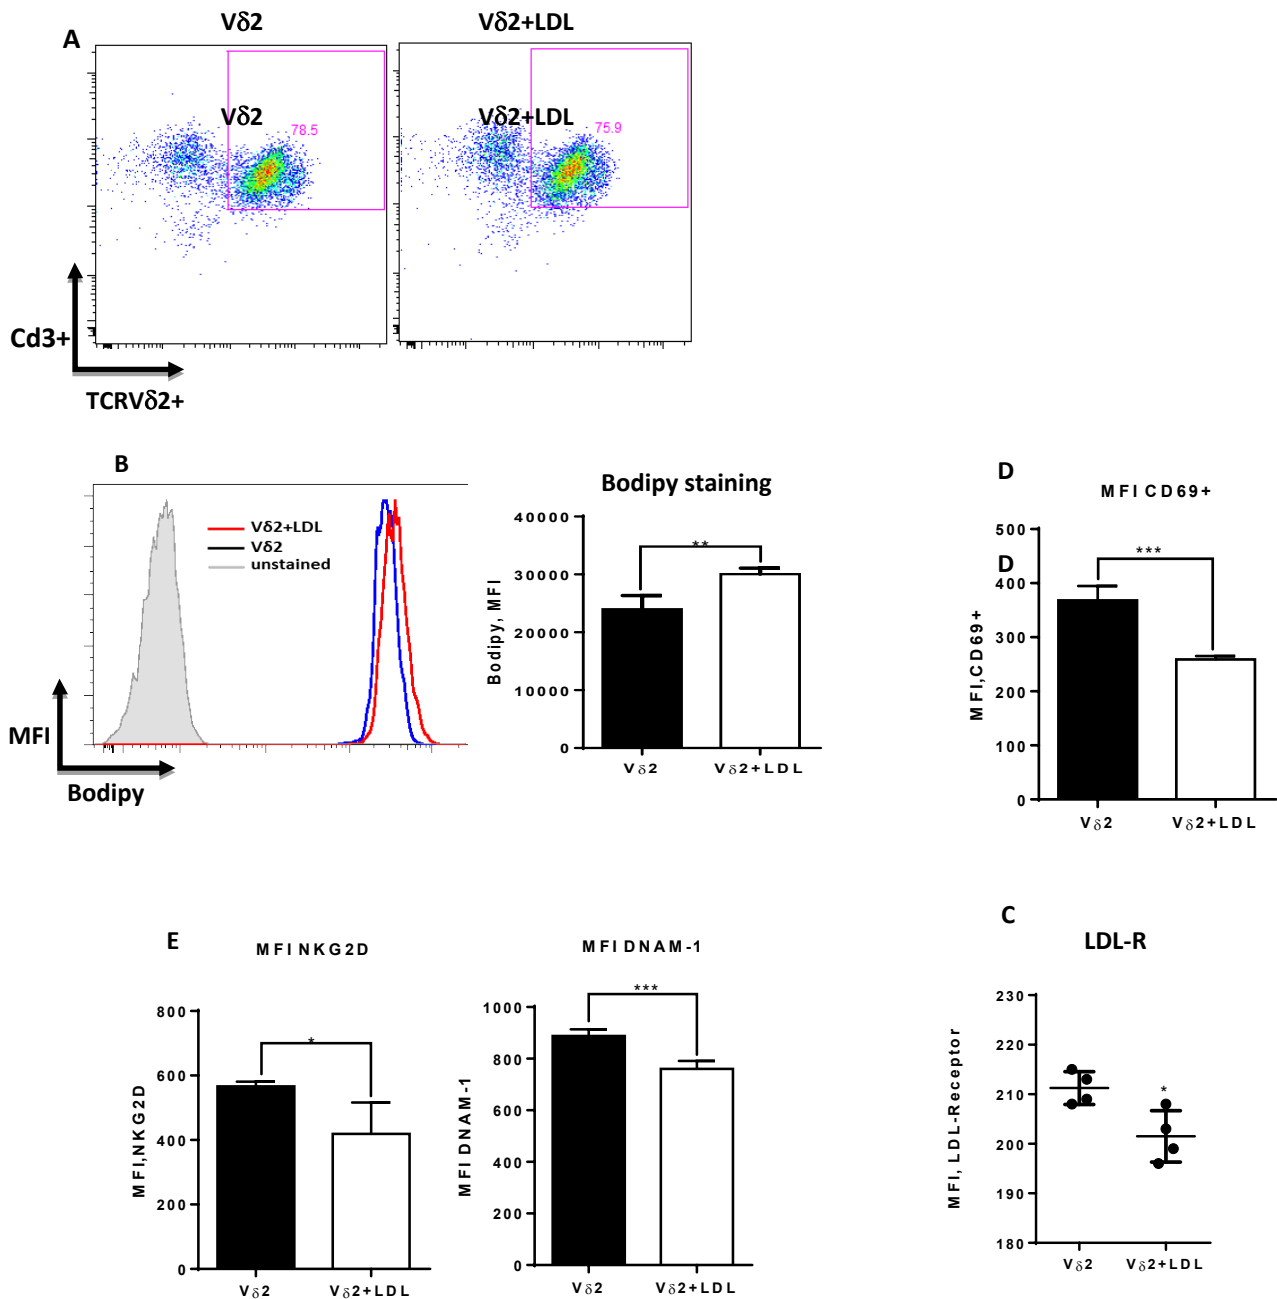 A
Vδ2
Vδ2+LDL
Vδ2
Vδ2+LDL
78.5
75.9
Cd3+
TCRVδ2+
B
Vδ2+LDL
Vδ2
unstained
MFI
Bodipy
Bodipy staining
**
Bodipy, MFI
40000
30000
20000
10000
0
Vδ2
Vδ2+LDL
D
MFI CD69+
D
***
MFI,CD69+
500
400
300
200
100
0
Vδ2
Vδ2+LDL
E
MFI NKG2D
*
MFI,NKG2D
800
600
400
200
0
Vδ2
Vδ2+LDL
MFI DNAM-1
***
MFI DNAM-1
1000
800
600
400
200
0
Vδ2
Vδ2+LDL
C
LDL-R
*
MFI, LDL-Receptor
230
220
210
200
190
180
Vδ2
Vδ2+LDL